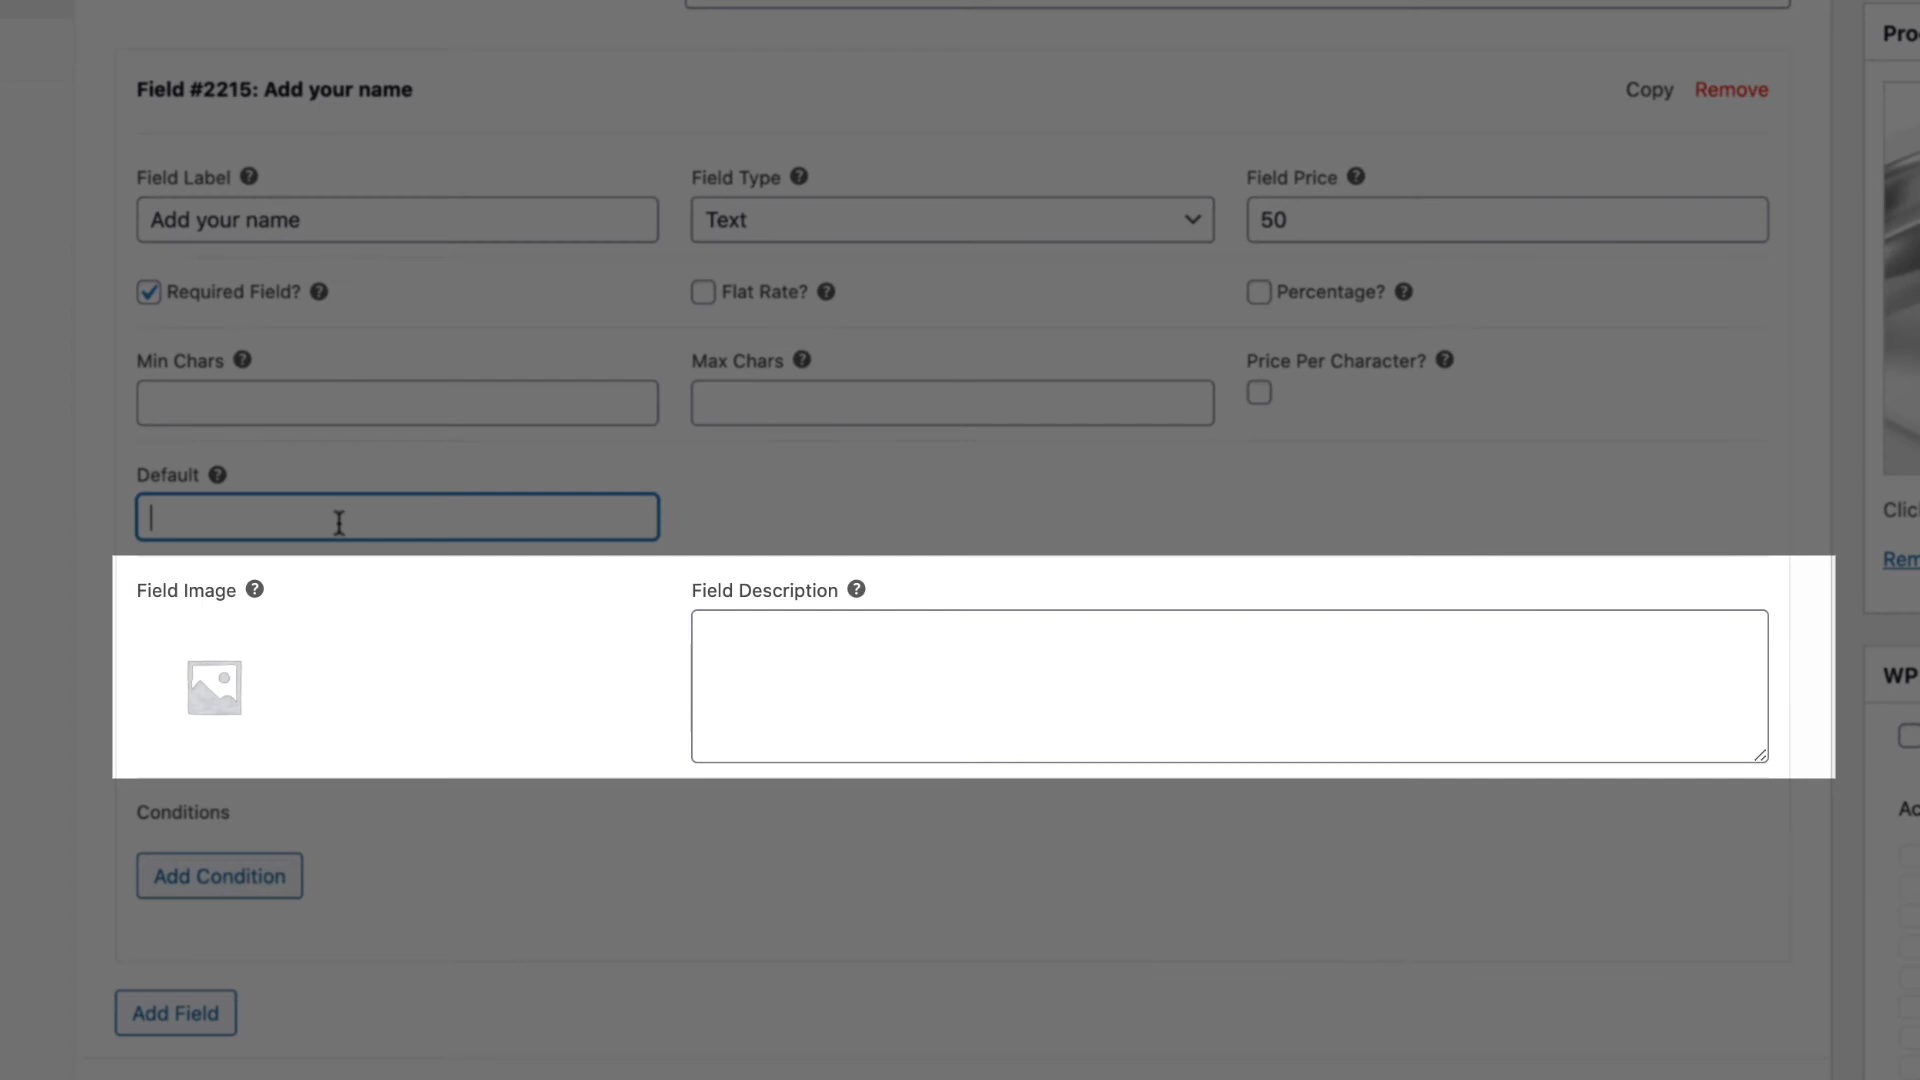 Field #2215: Add your name
Copy Remove
Field Label
Field Type
Field Price
Add your name
Text
50
Required Field?
Flat Rate?
Percentage?
Min Chars
Max Chars
Price Per Character?
Default
Field Image
Field Description
Conditions
Add Condition
Add Field
Pro
Clic
Rem
WP
Ac